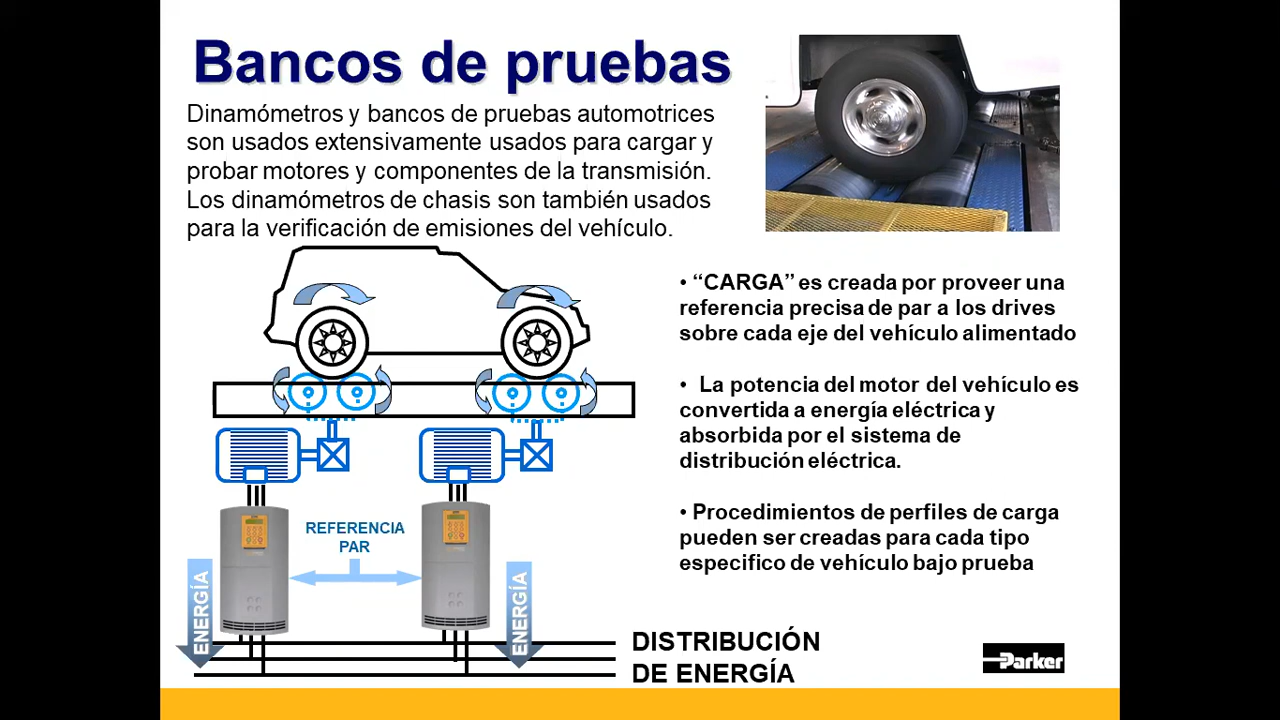 Bancos de pruebas
Dinamómetros y bancos de pruebas automotrices
son usados extensivamente usados para cargar y
probar motores y componentes de la transmisión.
Los dinamómetros de chasis son también usados
para la verificación de emisiones del vehículo.
• “CARGA” es creada por proveer una
referencia precisa de par a los drives
sobre cada eje del vehículo alimentado
• La potencia del motor del vehículo es
convertida a energía eléctrica y
absorbida por el sistema de
distribución eléctrica.
• Procedimientos de perfiles de carga
pueden ser creadas para cada tipo
especifico de vehículo bajo prueba
REFERENCIA
PAR
ENERGÍA
ENERGÍA
DISTRIBUCIÓN
DE ENERGÍA
Parker